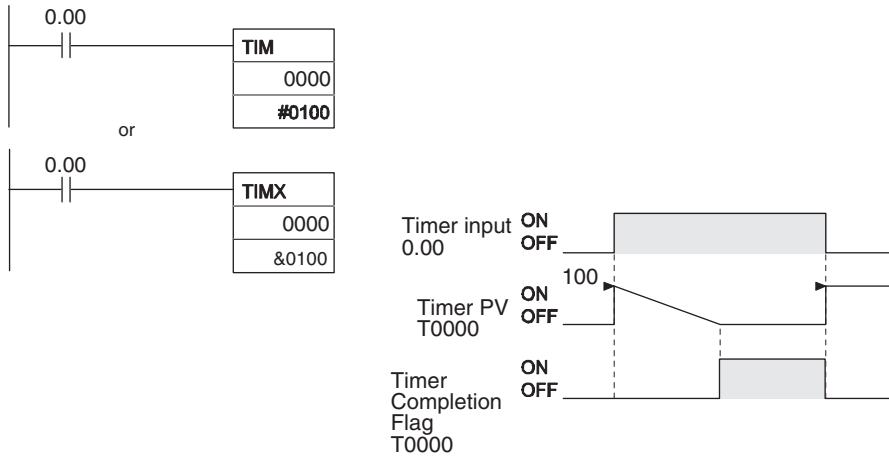 0.00
TIM
0000
#0100
or
0.00
TIMX
0000
&0100
Timer input
0.00
ON
OFF
100
Timer PV
T0000
ON
OFF
Timer
Completion
Flag
T0000
ON
OFF